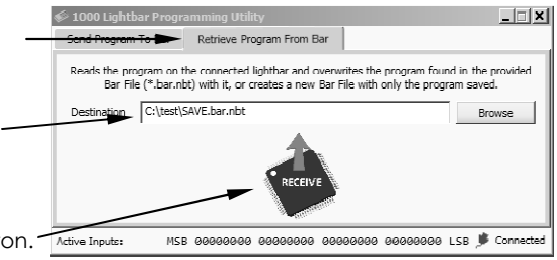 1000 Lightbar Programming Utility
Send Program To Retrieve Program From Bar
Reads the program on the connected lightbar and overwrites the program found in the provided
Bar File (*.bar.nbt) with it, or creates a new Bar File with only the program saved.
Destination C:\test\SAVE.bar.nbt Browse
RECEIVE
on.
Active Inputs: MSB 00000000 00000000 00000000 00000000 LSB Connected